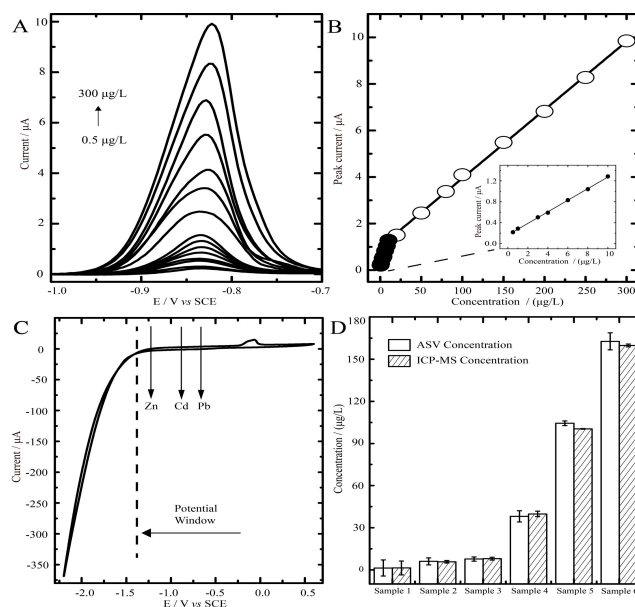 A
10
8
6
4
2
0
Current / µA
300 µg/L
0.5 µg/L
-1.0
-0.9
-0.8
-0.7
E / V vs SCE
B
10
8
6
4
2
0
Peak current / µA
0
50
100
150
200
250
300
Concentration / (µg/L)
1.2
0.8
0.4
0.0
Peak current / µA
0
2
4
6
8
10
Concentration / (µg/L)
C
0
-50
-100
-150
-200
-250
-300
-350
Current / µA
Zn
Cd
Pb
Potential
Window
-2.0
-1.5
-1.0
-0.5
0.0
0.5
E / V vs SCE
D
ASV Concentration
ICP-MS Concentration
180
150
120
90
60
30
0
Concentration / (µg/L)
Sample 1
Sample 2
Sample 3
Sample 4
Sample 5
Sample 6